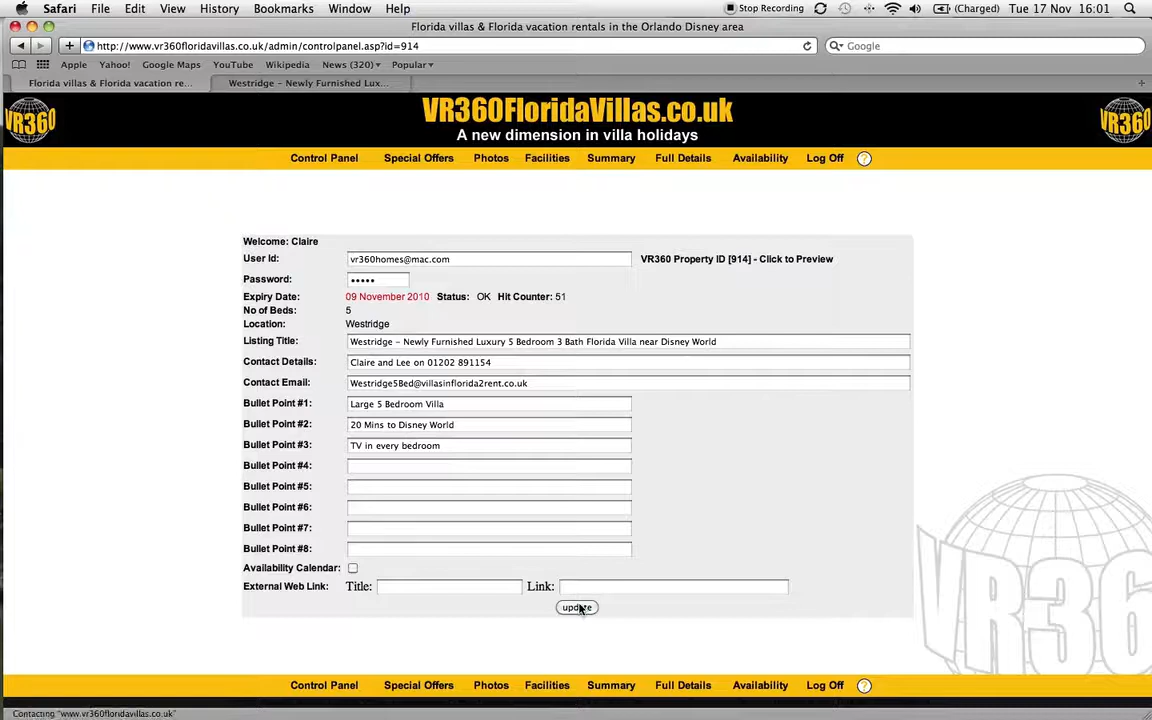 Safari File Edit View History Bookmarks Window Help Stop Recording (Charged) Tue 17 Nov 16:01
Florida villas & Florida vacation rentals in the Orlando Disney area
http://www.vr360floridavillas.co.uk/admin/controlpanel.asp?id=914 Google
Apple Yahoo! Google Maps YouTube Wikipedia News (320) Popular
Florida villas & Florida vacation re... Westridge – Newly Furnished Lux...
VR360 VR360FloridaVillas.co.uk VR360
A new dimension in villa holidays
Control Panel Special Offers Photos Facilities Summary Full Details Availability Log Off ?
Welcome: Claire
User Id: vr360homes@mac.com VR360 Property ID [914] - Click to Preview
Password: •••••
Expiry Date: 09 November 2010 Status: OK Hit Counter: 51
No of Beds: 5
Location: Westridge
Listing Title: Westridge – Newly Furnished Luxury 5 Bedroom 3 Bath Florida Villa near Disney World
Contact Details: Claire and Lee on 01202 891154
Contact Email: Westridge5Bed@villasinflorida2rent.co.uk
Bullet Point #1: Large 5 Bedroom Villa
Bullet Point #2: 20 Mins to Disney World
Bullet Point #3: TV in every bedroom
Bullet Point #4:
Bullet Point #5:
Bullet Point #6:
Bullet Point #7:
Bullet Point #8:
Availability Calendar:
External Web Link: Title: Link:
update
VR36
Control Panel Special Offers Photos Facilities Summary Full Details Availability Log Off ?
Contacting "www.vr360floridavillas.co.uk"